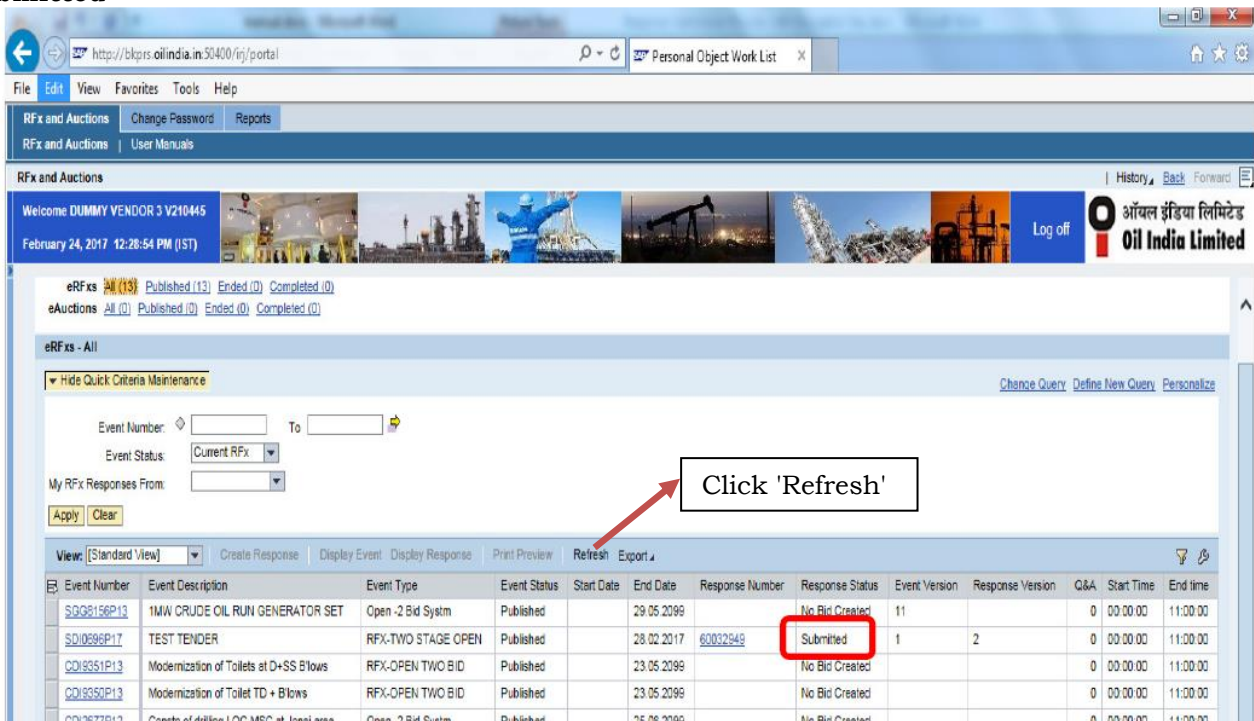 http://bkprs.oilindia.in:50400/irj/portal
Personal Object Work List
File Edit View Favorites Tools Help
RFx and Auctions Change Password Reports
RFx and Auctions | User Manuals
RFx and Auctions | History Back Forward
Welcome DUMMY VENDOR 3 V210445
February 24, 2017 12:28:54 PM (IST)
Log off
ऑयल इंडिया लिमिटेड
Oil India Limited
eRFxs All (13) Published (13) Ended (0) Completed (0)
eAuctions All (0) Published (0) Ended (0) Completed (0)
eRFxs - All
Hide Quick Criteria Maintenance Change Query Define New Query Personalize
Event Number: To
Event Status: Current RFx
My RFx Responses From:
Apply Clear
Click 'Refresh'
View: [Standard View] Create Response Display Event Display Response Print Preview Refresh Export
Event Number Event Description Event Type Event Status Start Date End Date Response Number Response Status Event Version Response Version Q&A Start Time End time
SGG8156P13 1MW CRUDE OIL RUN GENERATOR SET Open -2 Bid Systm Published 29.05.2099 No Bid Created 11 0 00:00:00 11:00:00
SDI0696P17 TEST TENDER RFX-TWO STAGE OPEN Published 28.02.2017 60032949 Submitted 1 2 0 00:00:00 11:00:00
CDI9351P13 Modernization of Toilets at D+SS B'lows RFX-OPEN TWO BID Published 23.05.2099 No Bid Created 0 00:00:00 11:00:00
CDI9350P13 Modernization of Toilet TD + B'lows RFX-OPEN TWO BID Published 23.05.2099 No Bid Created 0 00:00:00 11:00:00